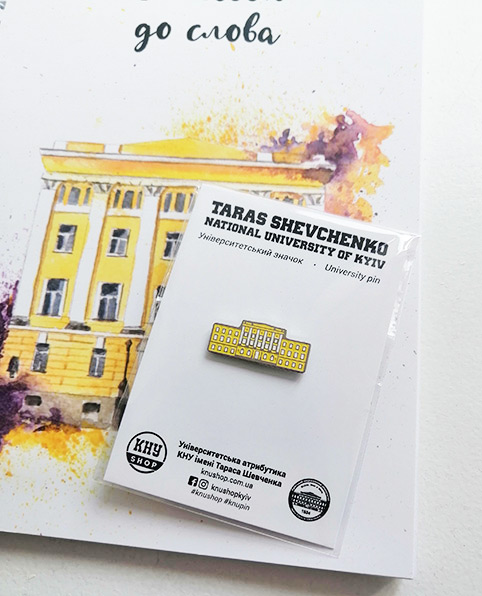 до слова
TARAS SHEVCHENKO
NATIONAL UNIVERSITY OF KYIV
Університетський значок · University pin
КНУ
SHOP
Університетська атрибутика
КНУ імені Тараса Шевченка
knushop.com.ua
knushopkyiv
#knushop #knupin
1834